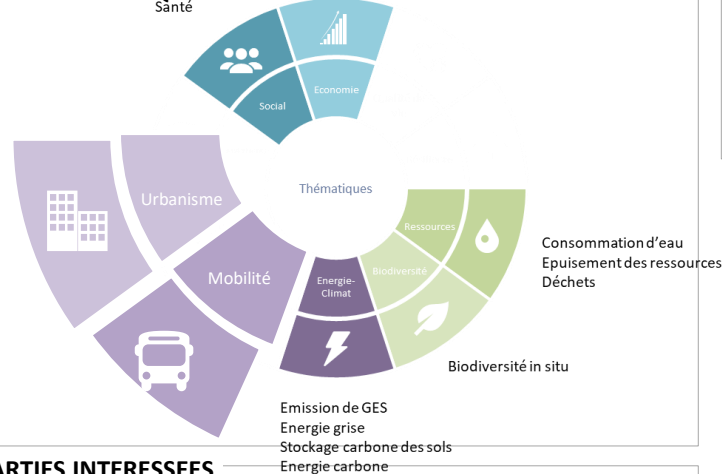 Santé
Economie
Social
Thématiques
Urbanisme
Ressources
Mobilité
Biodiversité
Energie-
Climat
Consommation d'eau
Epuisement des ressources
Déchets
Biodiversité in situ
Emission de GES
Energie grise
Stockage carbone des sols
Energie carbone
ARTIES INTERESSEES